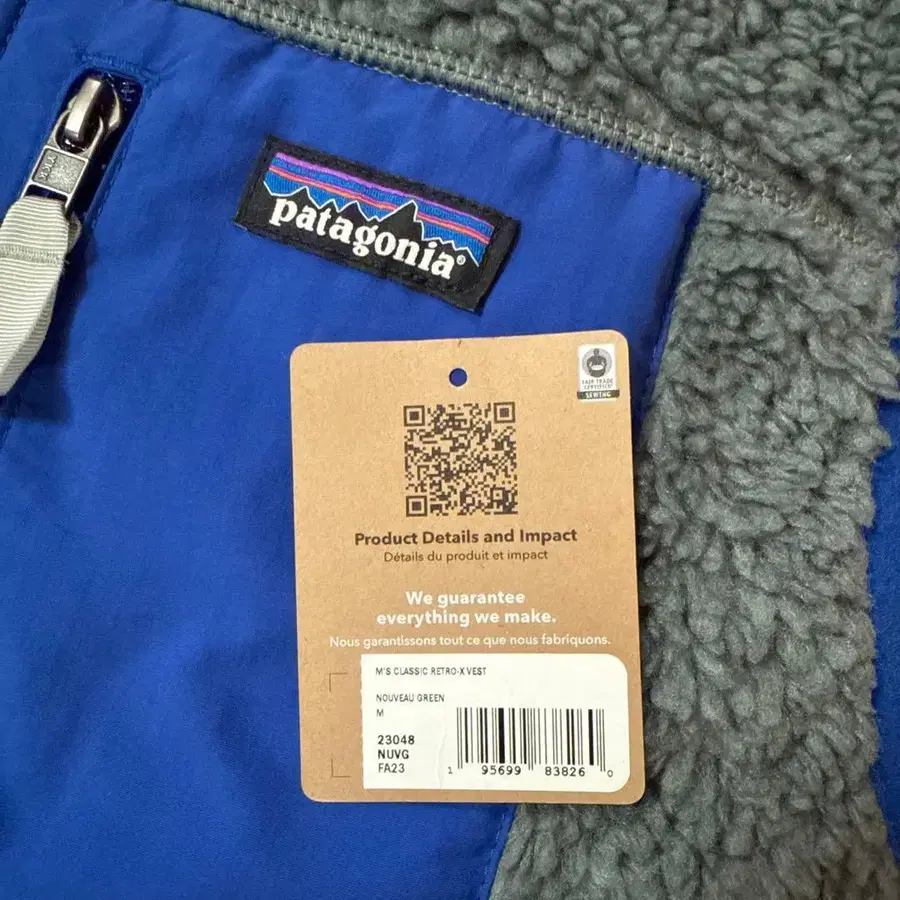 YKK
patagonia®
FAIR TRADE
CERTIFIED
SEWING
Product Details and Impact
Détails du produit et impact
We guarantee
everything we make.
Nous garantissons tout ce que nous fabriquons.
M'S CLASSIC RETRO-X VEST
NOUVEAU GREEN
M
23048
NUVG
FA23
1 95699 83826 0